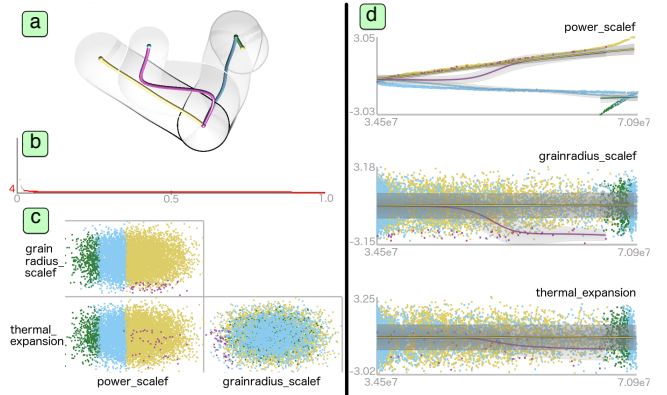 a
b
4
0.5
1.0
c
grain
radius_
scalef
thermal_
expansion
power_scalef
grainradius_scalef
d
power_scalef
3.05
-3.03
3.45e7
7.09e7
grainradius_scalef
3.18
-3.15
3.45e7
7.09e7
thermal_expansion
3.25
-3.02
3.45e7
7.09e7